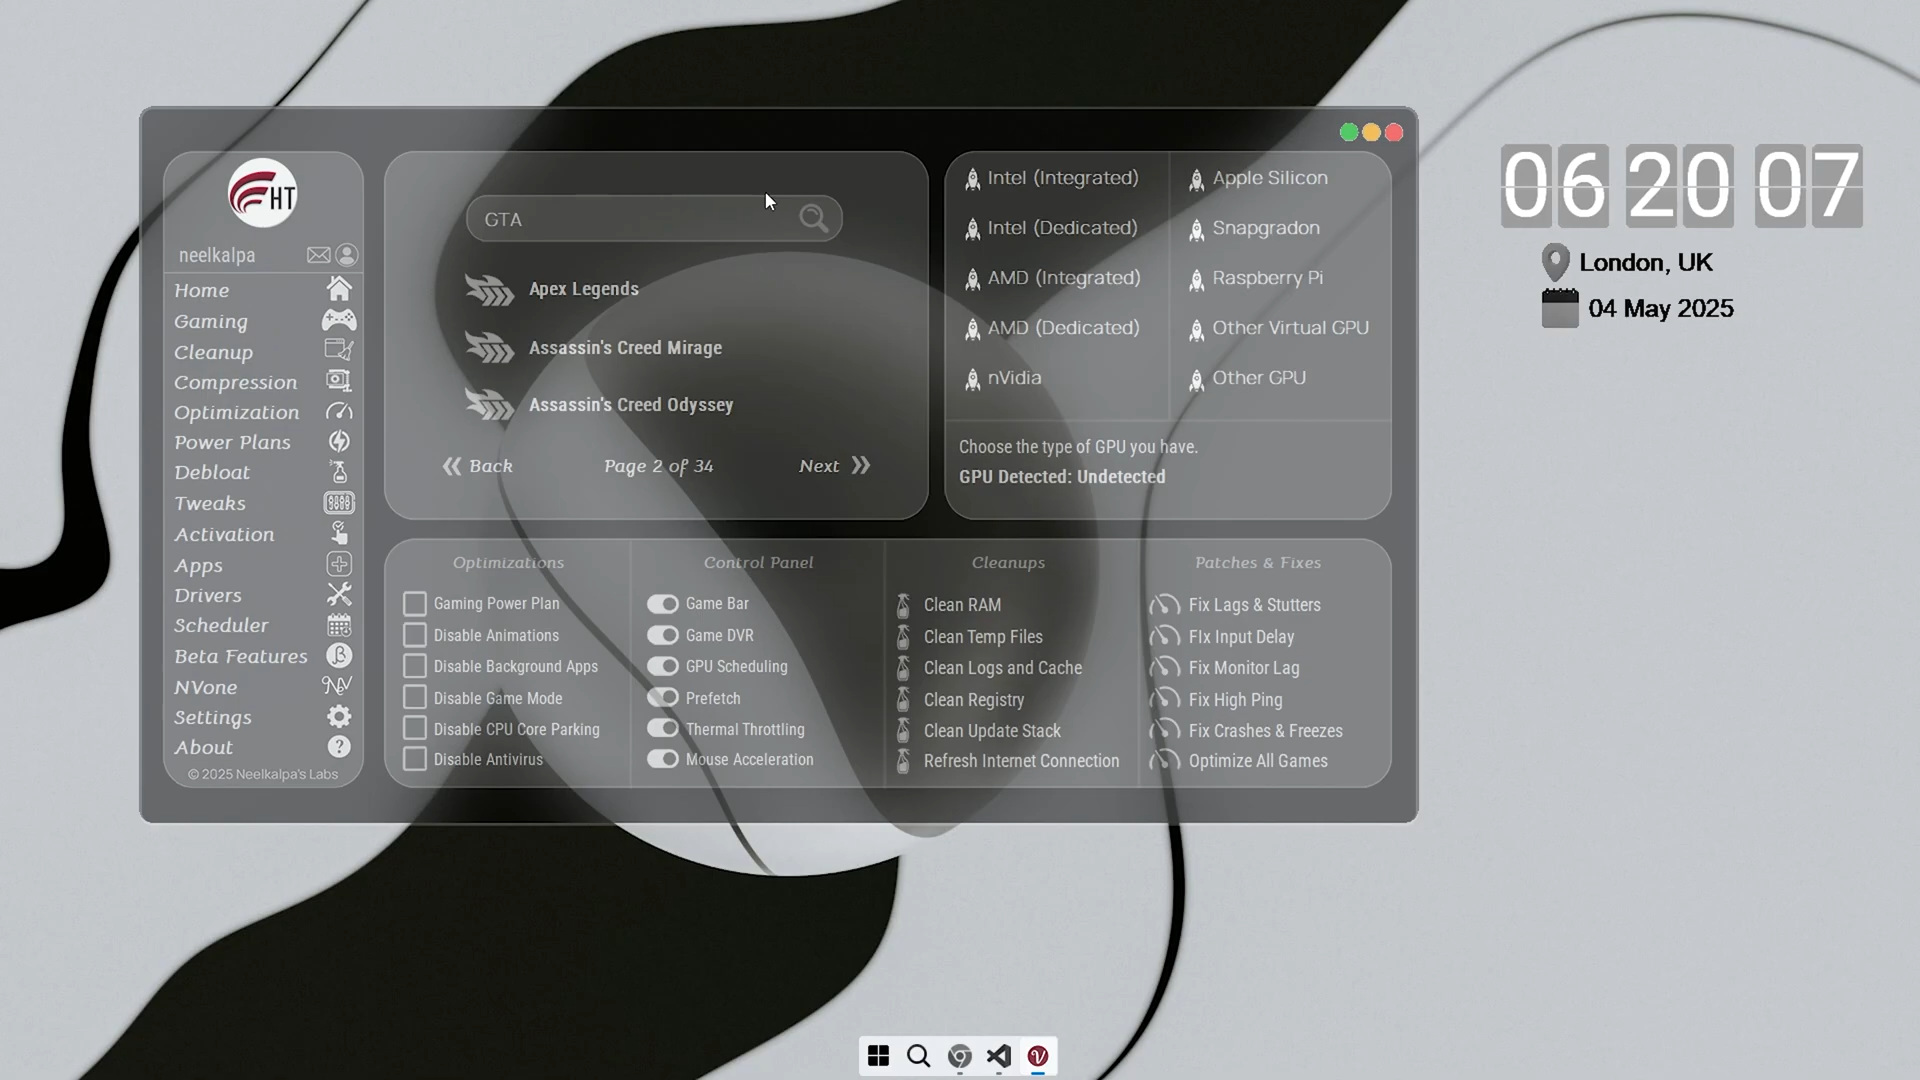 HT
neelkalpa
Home
Gaming
Cleanup
Compression
Optimization
Power Plans
Debloat
Tweaks
Activation
Apps
Drivers
Scheduler
Beta Features
NVone
Settings
About
© 2025 Neelkalpa's Labs
GTA
Apex Legends
Assassin's Creed Mirage
Assassin's Creed Odyssey
Back
Page 2 of 34
Next
Intel (Integrated)
Intel (Dedicated)
AMD (Integrated)
AMD (Dedicated)
nVidia
Apple Silicon
Snapgradon
Raspberry Pi
Other Virtual GPU
Other GPU
Choose the type of GPU you have.
GPU Detected: Undetected
Optimizations
Gaming Power Plan
Disable Animations
Disable Background Apps
Disable Game Mode
Disable CPU Core Parking
Disable Antivirus
Control Panel
Game Bar
Game DVR
GPU Scheduling
Prefetch
Thermal Throttling
Mouse Acceleration
Cleanups
Clean RAM
Clean Temp Files
Clean Logs and Cache
Clean Registry
Clean Update Stack
Refresh Internet Connection
Patches & Fixes
Fix Lags & Stutters
FIx Input Delay
Fix Monitor Lag
Fix High Ping
Fix Crashes & Freezes
Optimize All Games
06 20 07
London, UK
04 May 2025